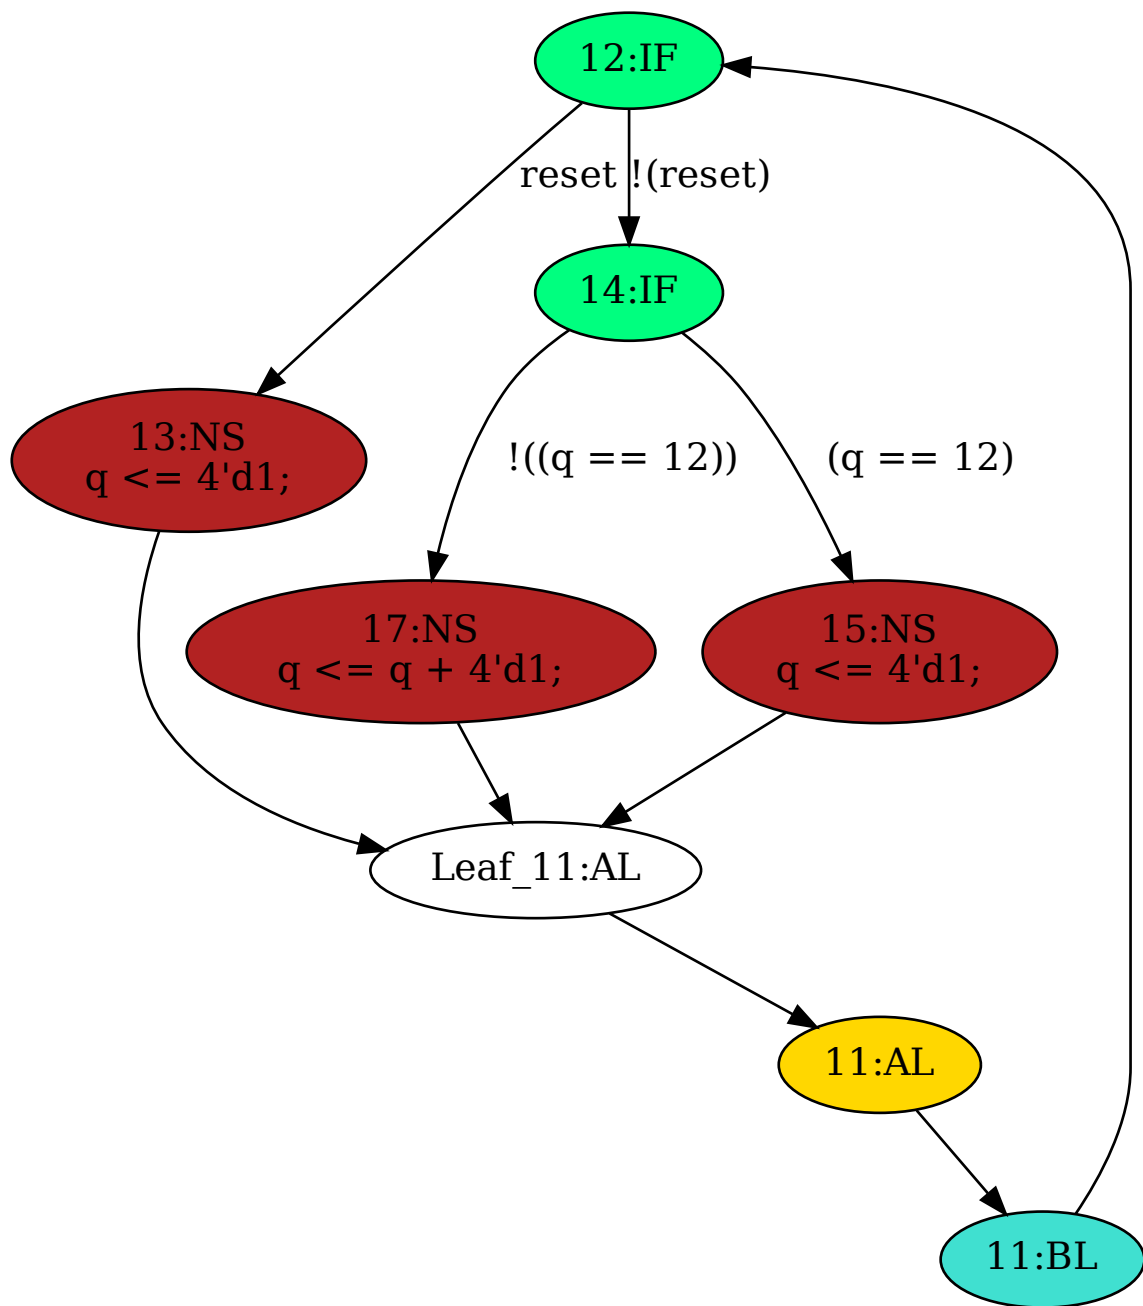 12:IF
reset
!(reset)
14:IF
13:NS
q <= 4'd1;
!((q == 12))
(q == 12)
17:NS
q <= q + 4'd1;
15:NS
q <= 4'd1;
Leaf_11:AL
11:AL
11:BL